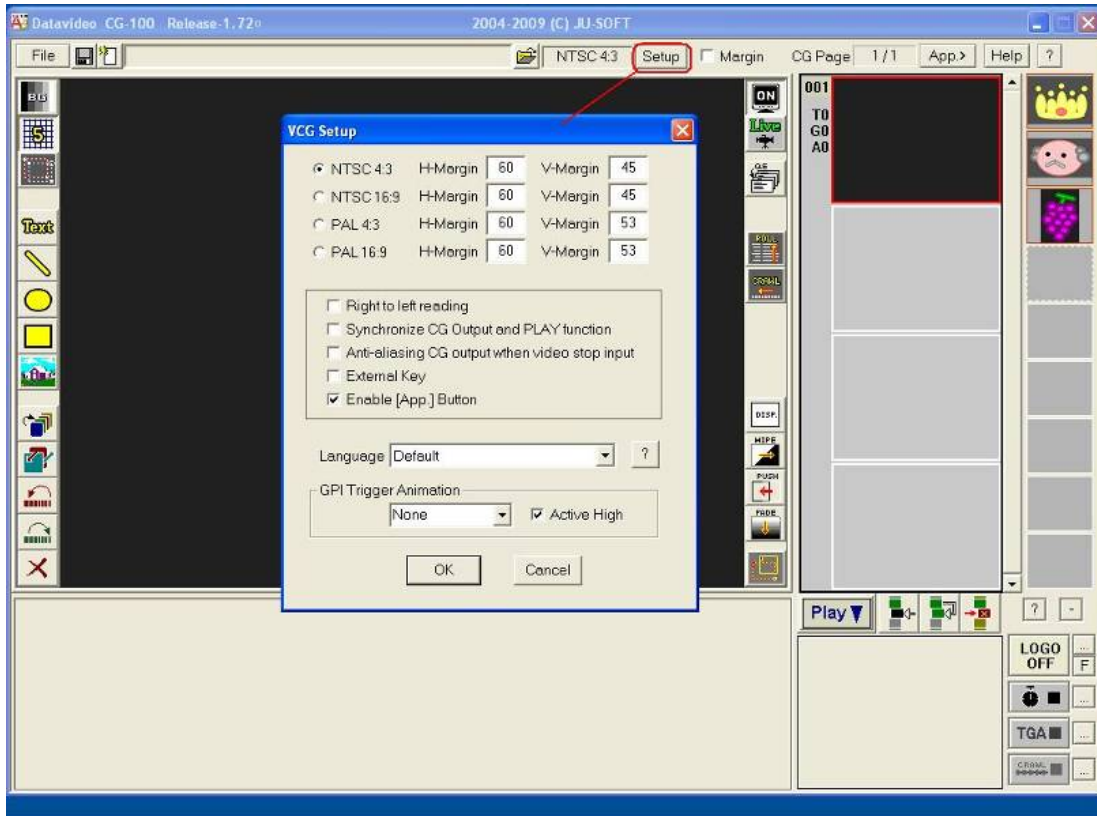 Datavideo CG-100 Release-1.72
2004-2009 (C) JU-SOFT
File NTSC 4:3 Setup Margin CG Page 1/1 App.> Help ?
BG
5
Text
ON
Live
ROLL
CRAWL
DISP.
WIPE
PUSH
FADE
001
T0
G0
A0
VCG Setup
NTSC 4:3 H-Margin 60 V-Margin 45
NTSC 16:9 H-Margin 60 V-Margin 45
PAL 4:3 H-Margin 60 V-Margin 53
PAL 16:9 H-Margin 60 V-Margin 53
Right to left reading
Synchronize CG Output and PLAY function
Anti-aliasing CG output wthen video stop input
External Key
Enable [App.] Button
Language Default ?
GPI Trigger Animation
None Active High
OK Cancel
Play ? -
LOGO OFF ...
F
...
TGA ...
CRAWL ...